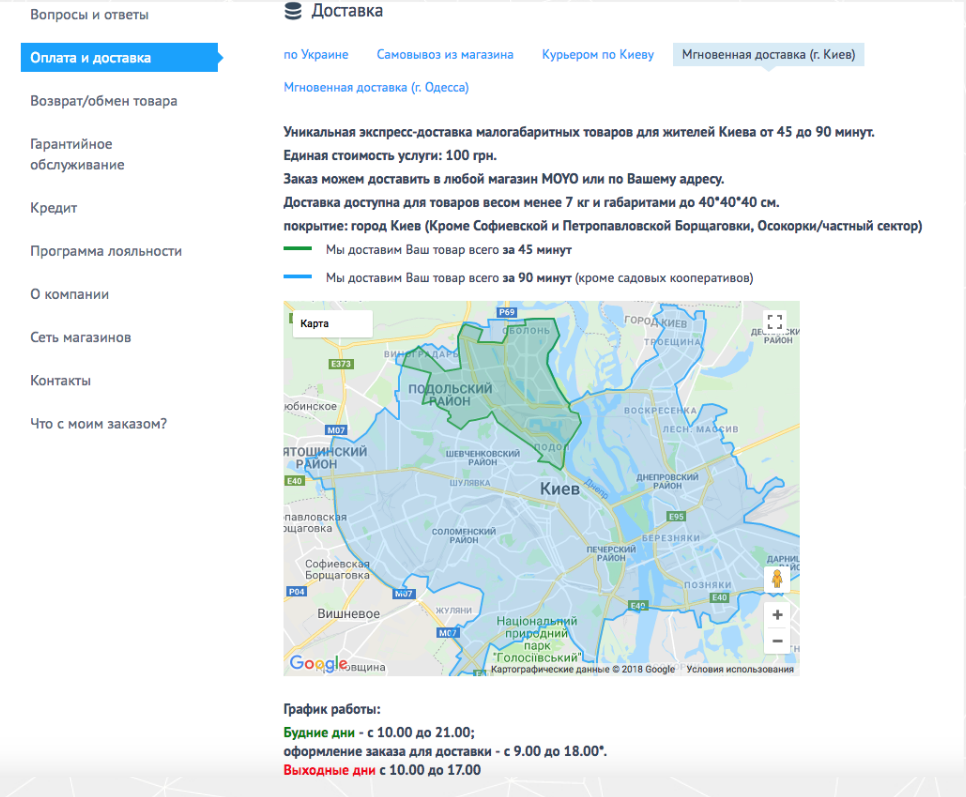 Вопросы и ответы
Оплата и доставка
Возврат/обмен товара
Гарантийное
обслуживание
Кредит
Программа лояльности
О компании
Сеть магазинов
Контакты
Что с моим заказом?
Доставка
по Украине Самовывоз из магазина Курьером по Киеву Мгновенная доставка (г. Киев)
Мгновенная доставка (г. Одесса)
Уникальная экспресс-доставка малогабаритных товаров для жителей Киева от 45 до 90 минут.
Единая стоимость услуги: 100 грн.
Заказ можем доставить в любой магазин MOYO или по Вашему адресу.
Доставка доступна для товаров весом менее 7 кг и габаритами до 40*40*40 см.
покрытие: город Киев (Кроме Софиевской и Петропавловской Борщаговки, Осокорки/частный сектор)
Мы доставим Ваш товар всего за 45 минут
Мы доставим Ваш товар всего за 90 минут (кроме садовых кооперативов)
Карта
P69
ОБОЛОНЬ
ГОРОД КИЕВ
ТРОЕЩИНА
РАЙОН
ВИНОГРАДАРЬ
E373
ПОДОЛЬСКИЙ
РАЙОН
юбинское
M07
ВОСКРЕСЕНКА
ЛЕСН. МАССИВ
ЯТОШИНСКИЙ
РАЙОН
ПОДОЛ
ШЕВЧЕНКОВСКИЙ
РАЙОН
E40
ШУЛЯВКА
Киев
Днепр
ДНЕПРОВСКИЙ
РАЙОН
E95
павловская
ощаговка
СОЛОМЕНСКИЙ
РАЙОН
БЕРЕЗНЯКИ
ПЕЧЕРСКИЙ
РАЙОН
ДАРНИЦ
Софиевская
Борщаговка
ПОЗНЯКИ
P04
M07
E40
E40
Вишневое
ЖУЛЯНИ
M07
Національний
природний
парк
"Голосіївський"
Google
овщина
Картографические данные © 2018 Google Условия использования
График работы:
Будние дни - с 10.00 до 21.00;
оформление заказа для доставки - с 9.00 до 18.00*.
Выходные дни с 10.00 до 17.00